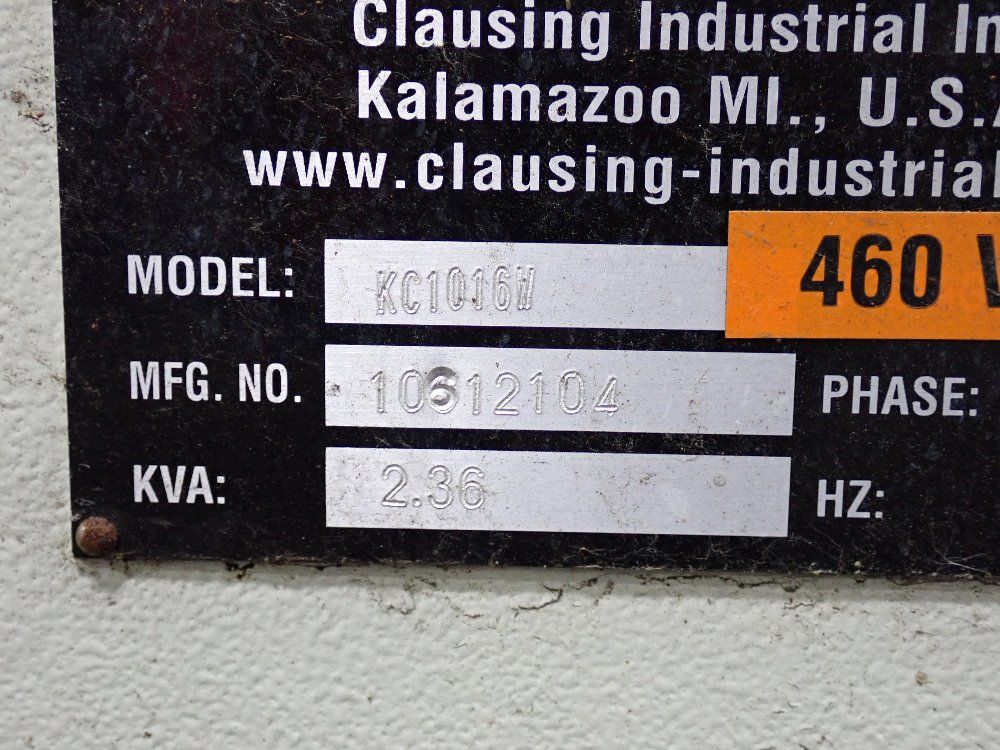 Clausing Industrial In
Kalamazoo MI., U.S.A
www.clausing-industrial
MODEL: KC1016W 460 V
MFG. NO. 10612104 PHASE:
KVA: 2.36 HZ: